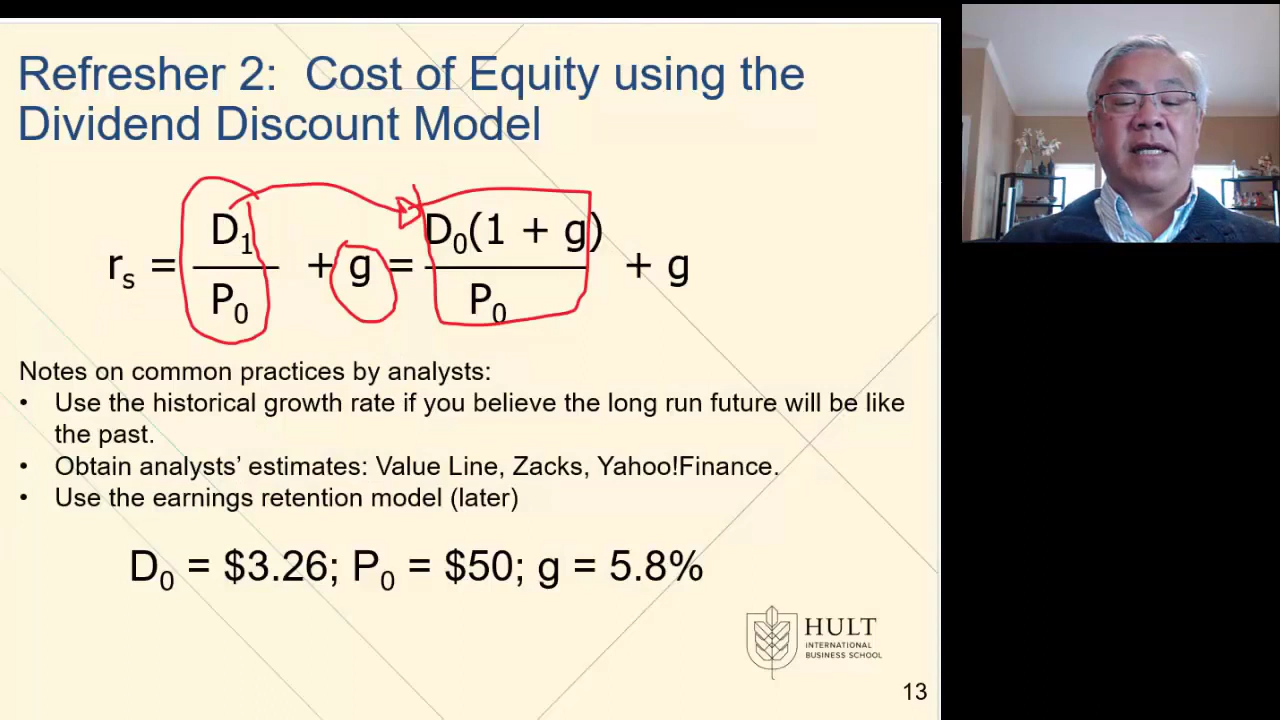 Refresher 2: Cost of Equity using the
Dividend Discount Model
rₛ = D₁/P₀ + g = D₀(1 + g)/P₀ + g
Notes on common practices by analysts:
• Use the historical growth rate if you believe the long run future will be like
the past.
• Obtain analysts’ estimates: Value Line, Zacks, Yahoo!Finance.
• Use the earnings retention model (later)
D₀ = $3.26; P₀ = $50; g = 5.8%
HULT
INTERNATIONAL
BUSINESS SCHOOL
13